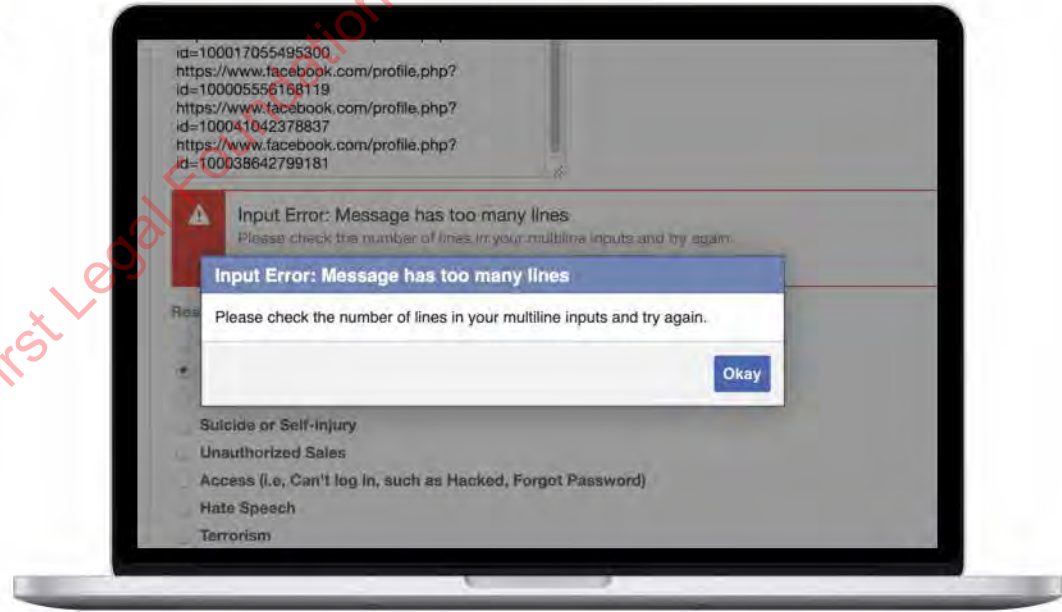 id=100017055495300
https://www.facebook.com/profile.php?
id=100005556168119
https://www.facebook.com/profile.php?
id=100041042378837
https://www.facebook.com/profile.php?
id=100038642799181
Input Error: Message has too many lines
Please check the number of lines in your multiline inputs and try again.
Input Error: Message has too many lines
Please check the number of lines in your multiline inputs and try again.
Okay
Suicide or Self-injury
Unauthorized Sales
Access (i.e, Can't log in, such as Hacked, Forgot Password)
Hate Speech
Terrorism
Legal Foundation